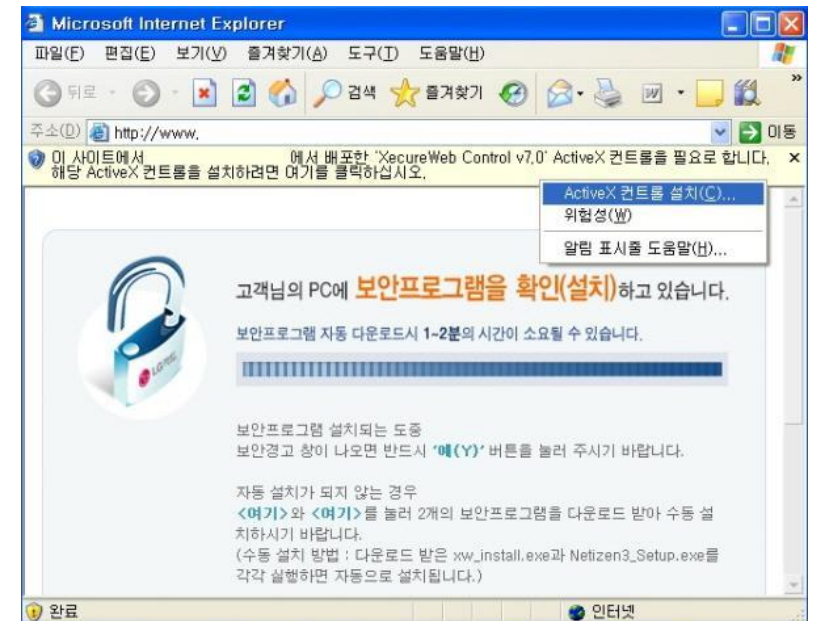 Microsoft Internet Explorer
파일(F) 편집(E) 보기(V) 즐겨찾기(A) 도구(T) 도움말(H)
뒤로 검색 즐겨찾기 »
주소(D) http://www. 이동
이 사이트에서 에서 배포한 'XecureWeb Control v7.0' ActiveX 컨트롤을 필요로 합니다.
해당 ActiveX 컨트롤을 설치하려면 여기를 클릭하십시오.
ActiveX 컨트롤 설치(C)...
위험성(W)
알림 표시줄 도움말(H)...
고객님의 PC에 보안프로그램을 확인(설치)하고 있습니다.
보안프로그램 자동 다운로드시 1~2분의 시간이 소요될 수 있습니다.
보안프로그램 설치되는 도중
보안경고 창이 나오면 반드시 '예(Y)' 버튼을 눌러 주시기 바랍니다.
자동 설치가 되지 않는 경우
<여기>와 <여기>를 눌러 2개의 보안프로그램을 다운로드 받아 수동 설
치하시기 바랍니다.
(수동 설치 방법 : 다운로드 받은 xw_install.exe과 Netizen3_Setup.exe를
각각 실행하면 자동으로 설치됩니다.)
완료 인터넷